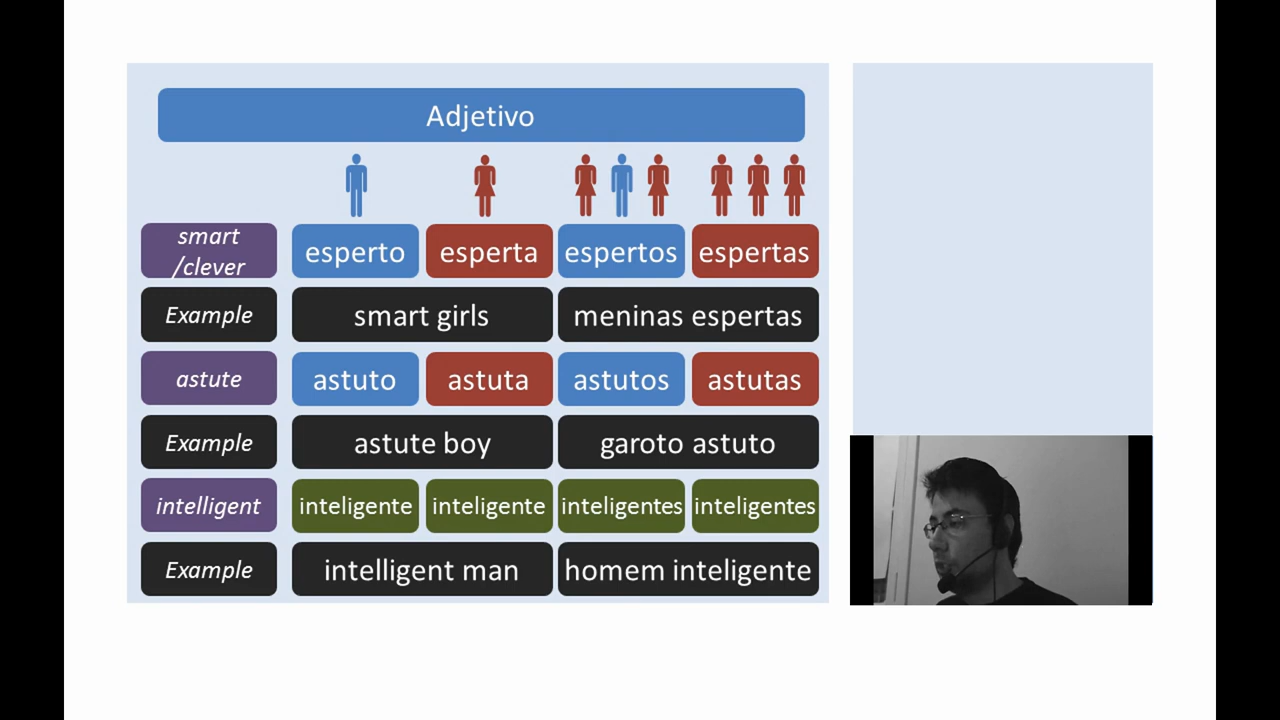 Adjetivo
smart
/clever
esperto esperta espertos espertas
Example smart girls meninas espertas
astute astuto astuta astutos astutas
Example astute boy garoto astuto
intelligent inteligente inteligente inteligentes inteligentes
Example intelligent man homem inteligente